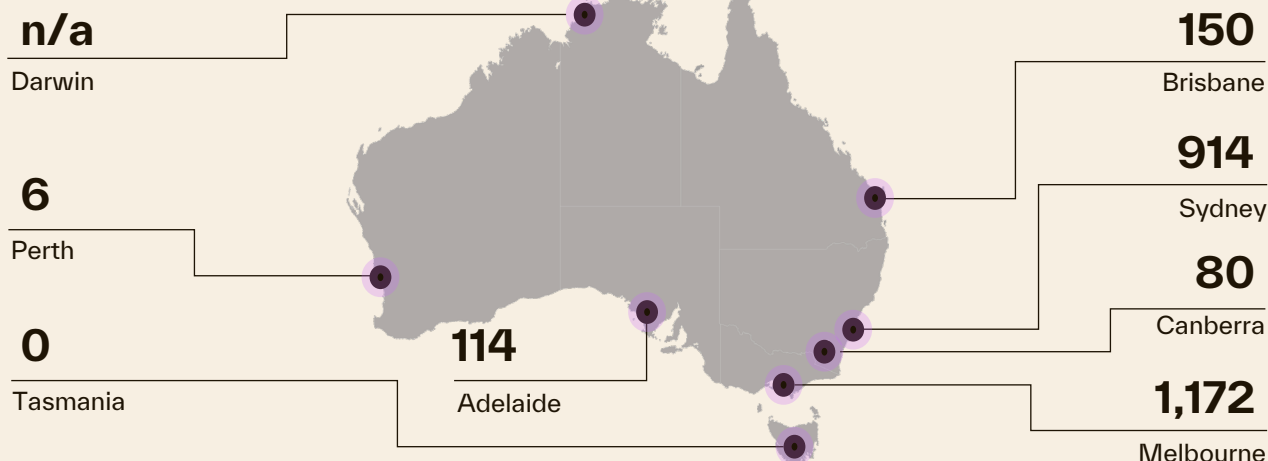 n/a
Darwin
6
Perth
0
Tasmania
114
Adelaide
150
Brisbane
914
Sydney
80
Canberra
1,172
Melbourne